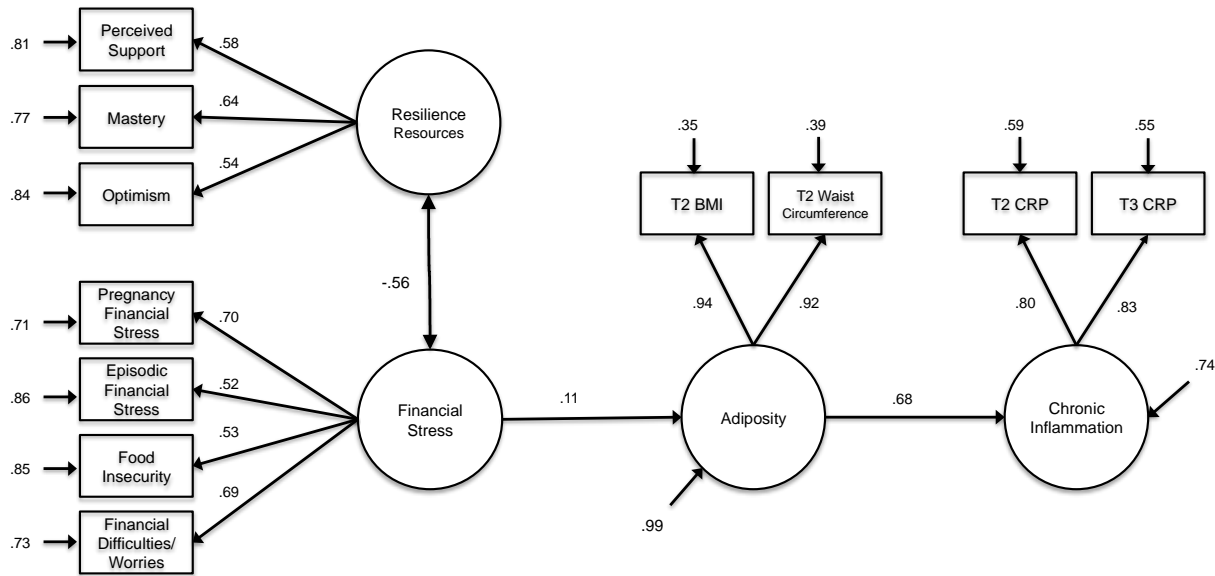 .81
Perceived
Support
.58
.77
Mastery
.64
.84
Optimism
.54
Resilience
Resources
-.56
.71
Pregnancy
Financial
Stress
.70
.86
Episodic
Financial
Stress
.52
.85
Food
Insecurity
.53
.73
Financial
Difficulties/
Worries
.69
Financial
Stress
.11
.35
T2 BMI
.39
T2 Waist
Circumference
.94
.92
Adiposity
.99
.68
.59
T2 CRP
.55
T3 CRP
.80
.83
Chronic
Inflammation
.74